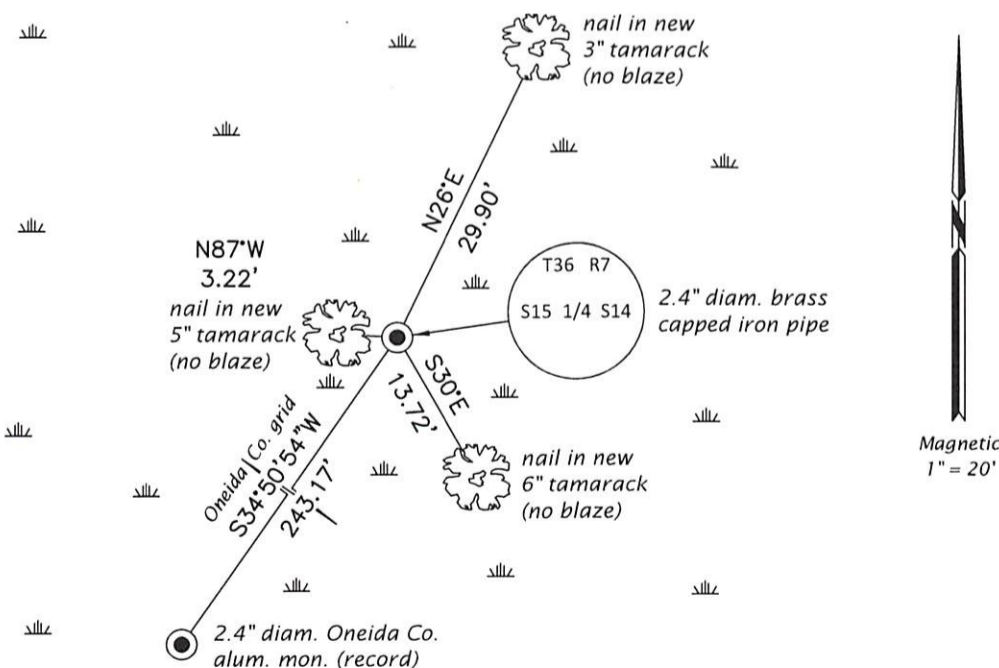 nail in new
3" tamarack
(no blaze)
N26°E
29.90'
N87°W
3.22'
nail in new
5" tamarack
(no blaze)
T36 R7
S15 1/4 S14
2.4" diam. brass
capped iron pipe
S30°E
13.72'
nail in new
6" tamarack
(no blaze)
Oneida Co. grid
S34°50'54"W
243.17'
2.4" diam. Oneida Co.
alum. mon. (record)
N
Magnetic
1" = 20'